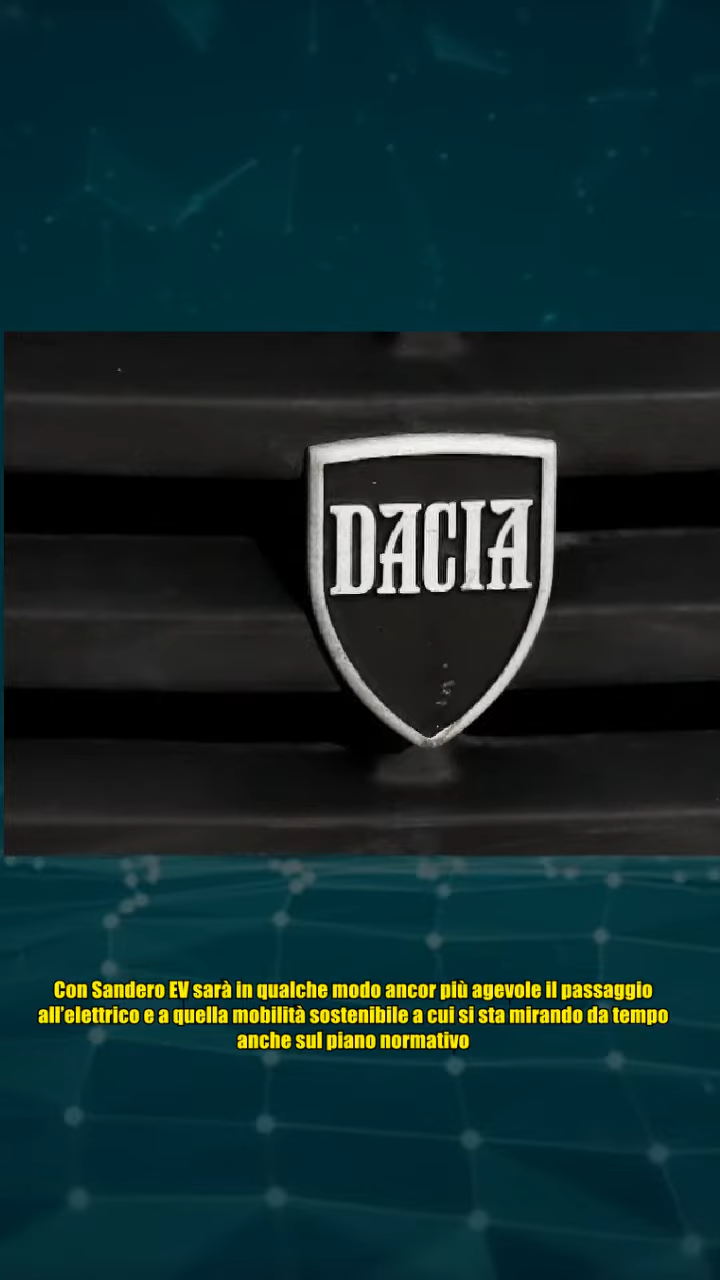 DACIA
Con Sandero EV sarà in qualche modo ancor più agevole il passaggio
all'elettrico e a quella mobilità sostenibile a cui si sta mirando da tempo
anche sul piano normativo